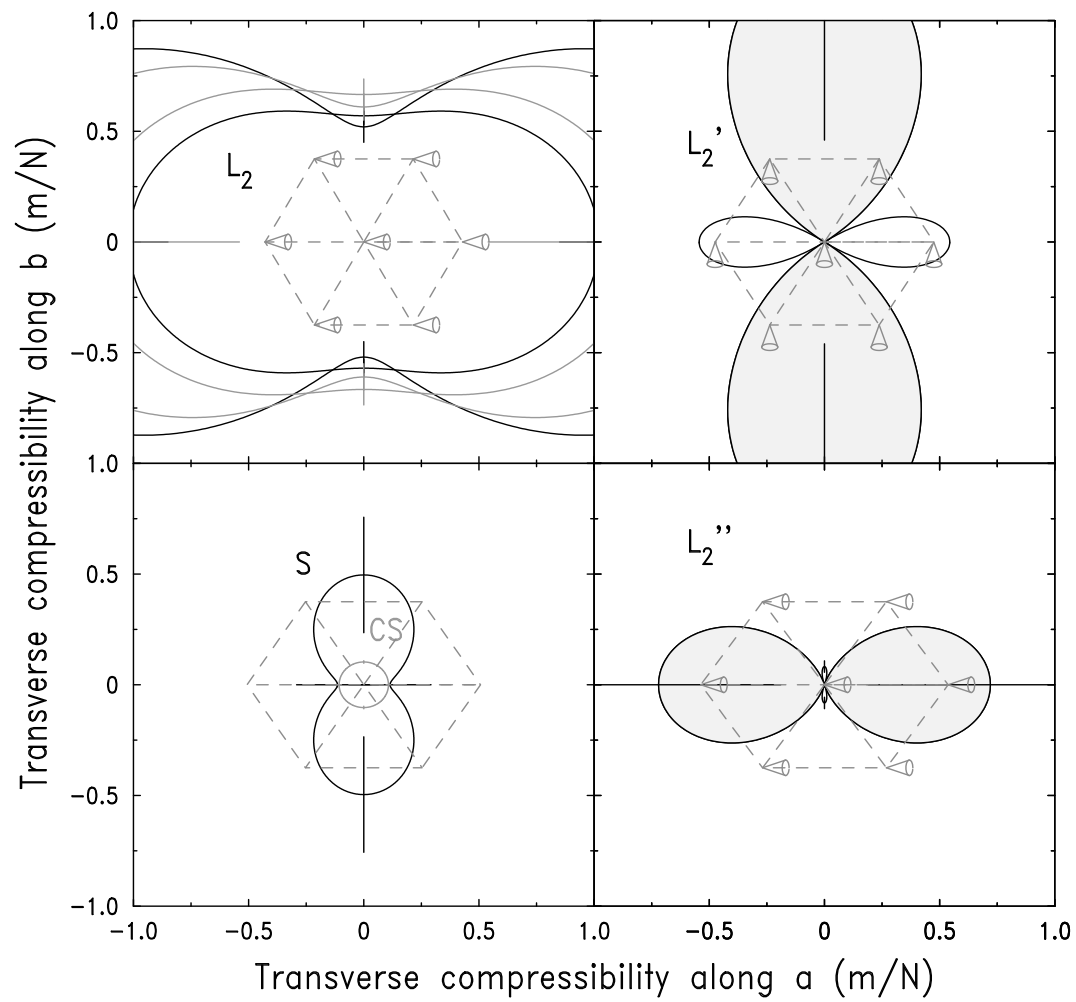 1.0
0.5
0
−0.5
1.0
0.5
0
−0.5
−1.0
Transverse compressibility along b (m/N)
L2
L2’
S
CS
L2’’
−1.0 −0.5 0 0.5 1.0
−0.5 0 0.5 1.0
Transverse compressibility along a (m/N)